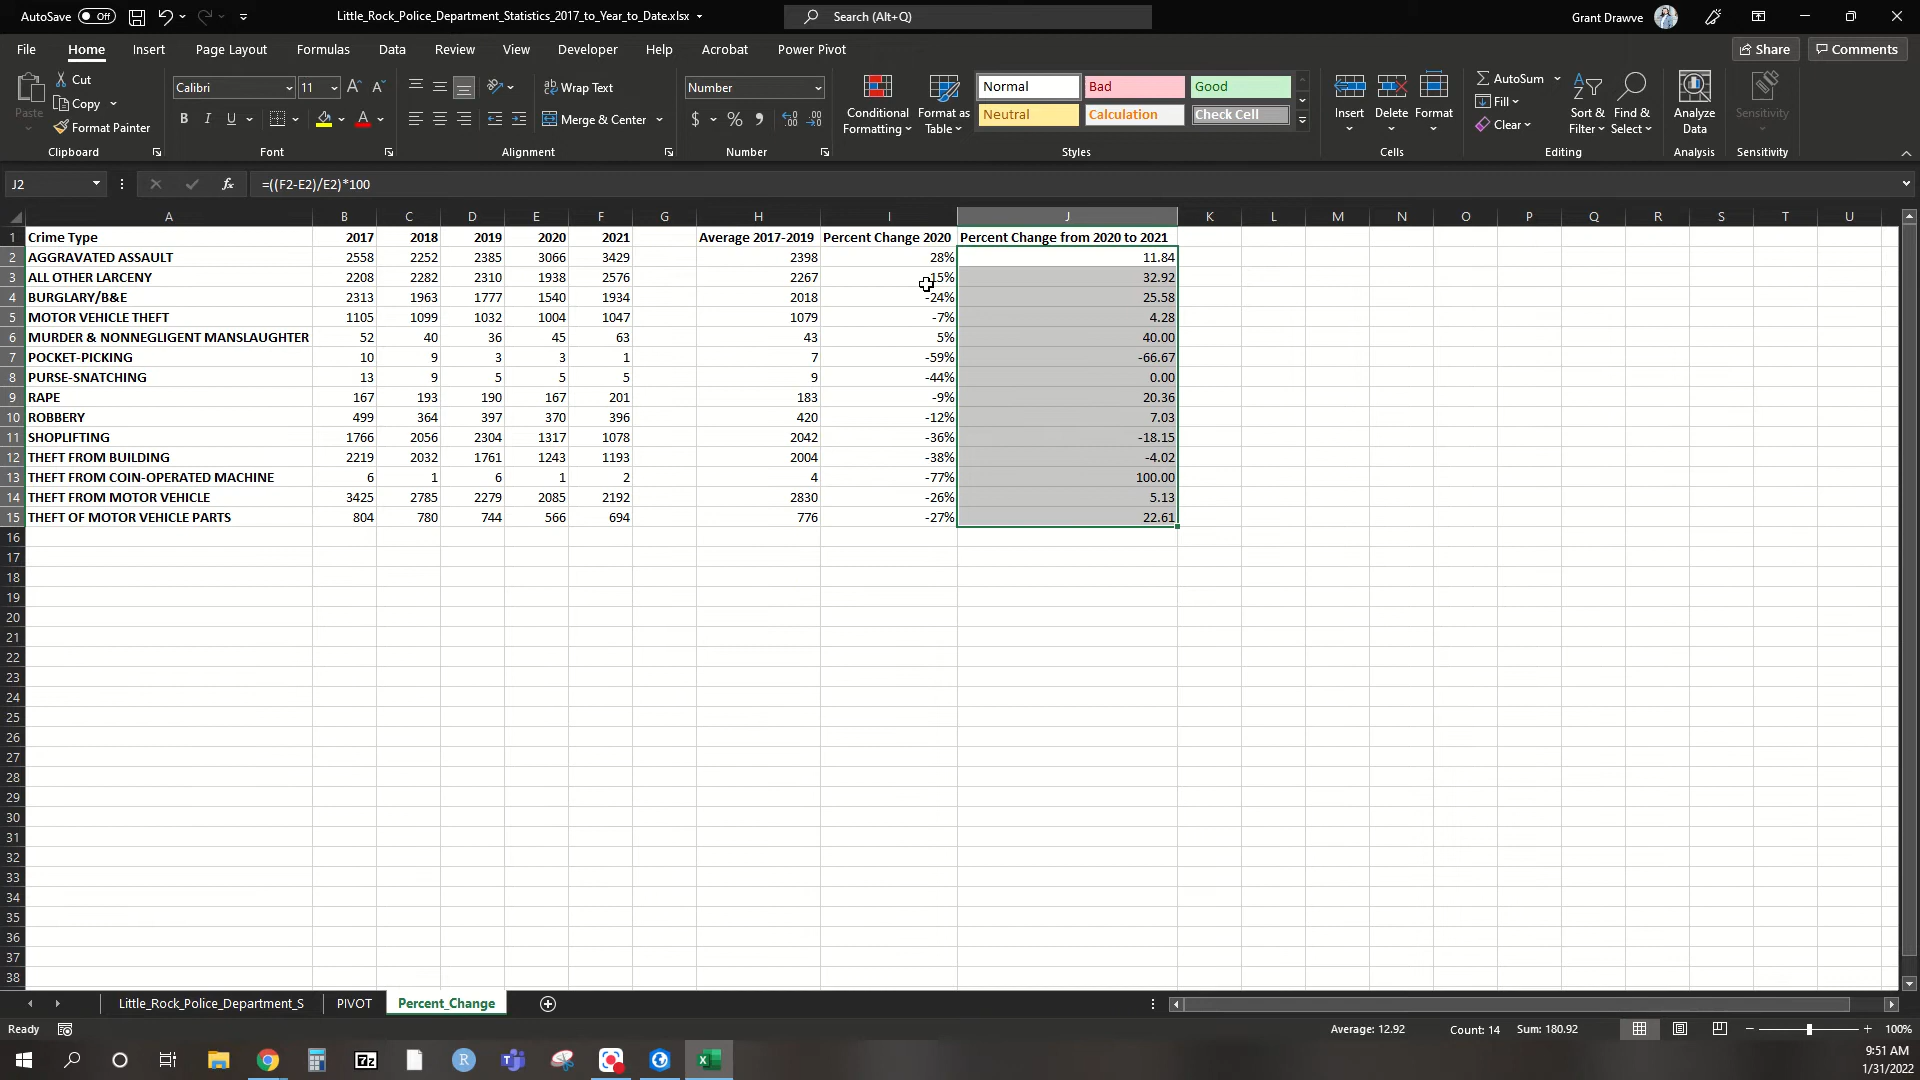 AutoSave Off Little_Rock_Police_Department_Statistics_2017_to_Year_to_Date.xlsx Search (Alt+Q) Grant Drawve
File Home Insert Page Layout Formulas Data Review View Developer Help Acrobat Power Pivot Share Comments
Paste Cut Copy Format Painter Clipboard
Calibri 11 B I U A A A Font
Wrap Text Merge & Center Alignment
Number $ % Number
Conditional Formatting Format as Table Normal Bad Good Neutral Calculation Check Cell Styles
Insert Delete Format Cells
AutoSum Fill Clear Sort & Filter Find & Select Editing
Analyze Data Analysis Sensitivity Sensitivity
J2 fx =((F2-E2)/E2)*100
A B C D E F G H I J K L M N O P Q R S T U
1 Crime Type 2017 2018 2019 2020 2021 Average 2017-2019 Percent Change 2020 Percent Change from 2020 to 2021
2 AGGRAVATED ASSAULT 2558 2252 2385 3066 3429 2398 28% 11.84
3 ALL OTHER LARCENY 2208 2282 2310 1938 2576 2267 15% 32.92
4 BURGLARY/B&E 2313 1963 1777 1540 1934 2018 -24% 25.58
5 MOTOR VEHICLE THEFT 1105 1099 1032 1004 1047 1079 -7% 4.28
6 MURDER & NONNEGLIGENT MANSLAUGHTER 52 40 36 45 63 43 5% 40.00
7 POCKET-PICKING 10 9 3 3 1 7 -59% -66.67
8 PURSE-SNATCHING 13 9 5 5 5 9 -44% 0.00
9 RAPE 167 193 190 167 201 183 -9% 20.36
10 ROBBERY 499 364 397 370 396 420 -12% 7.03
11 SHOPLIFTING 1766 2056 2304 1317 1078 2042 -36% -18.15
12 THEFT FROM BUILDING 2219 2032 1761 1243 1193 2004 -38% -4.02
13 THEFT FROM COIN-OPERATED MACHINE 6 1 6 1 2 4 -77% 100.00
14 THEFT FROM MOTOR VEHICLE 3425 2785 2279 2085 2192 2830 -26% 5.13
15 THEFT OF MOTOR VEHICLE PARTS 804 780 744 566 694 776 -27% 22.61
16
17
18
19
20
21
22
23
24
25
26
27
28
29
30
31
32
33
34
35
36
37
38
Little_Rock_Police_Department_S PIVOT Percent_Change
Ready Average: 12.92 Count: 14 Sum: 180.92 100%
7z R 9:51 AM
1/31/2022